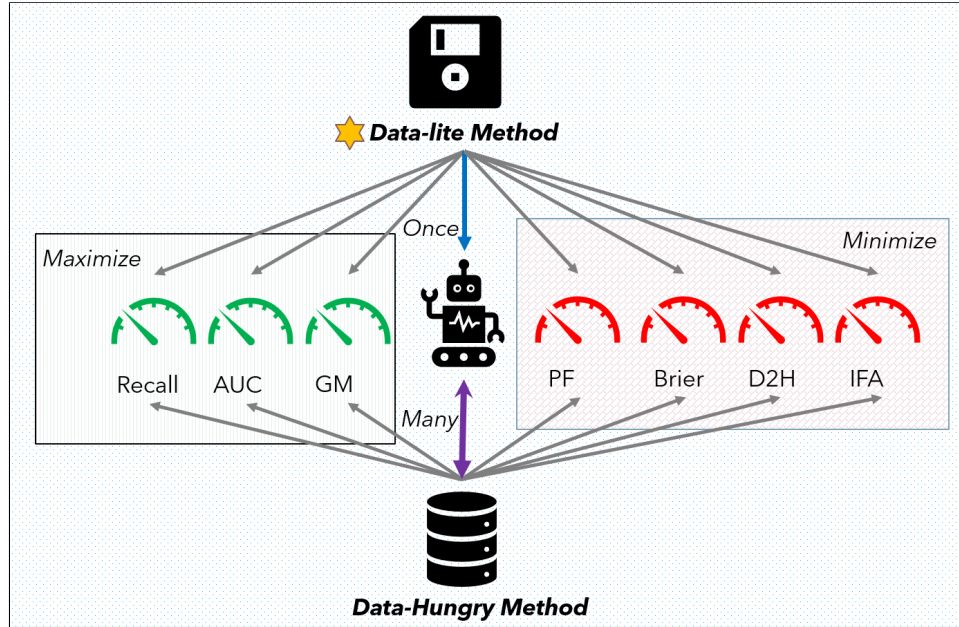 Data-lite Method
Once
Maximize
Minimize
Recall AUC GM
PF Brier D2H IFA
Many
Data-Hungry Method